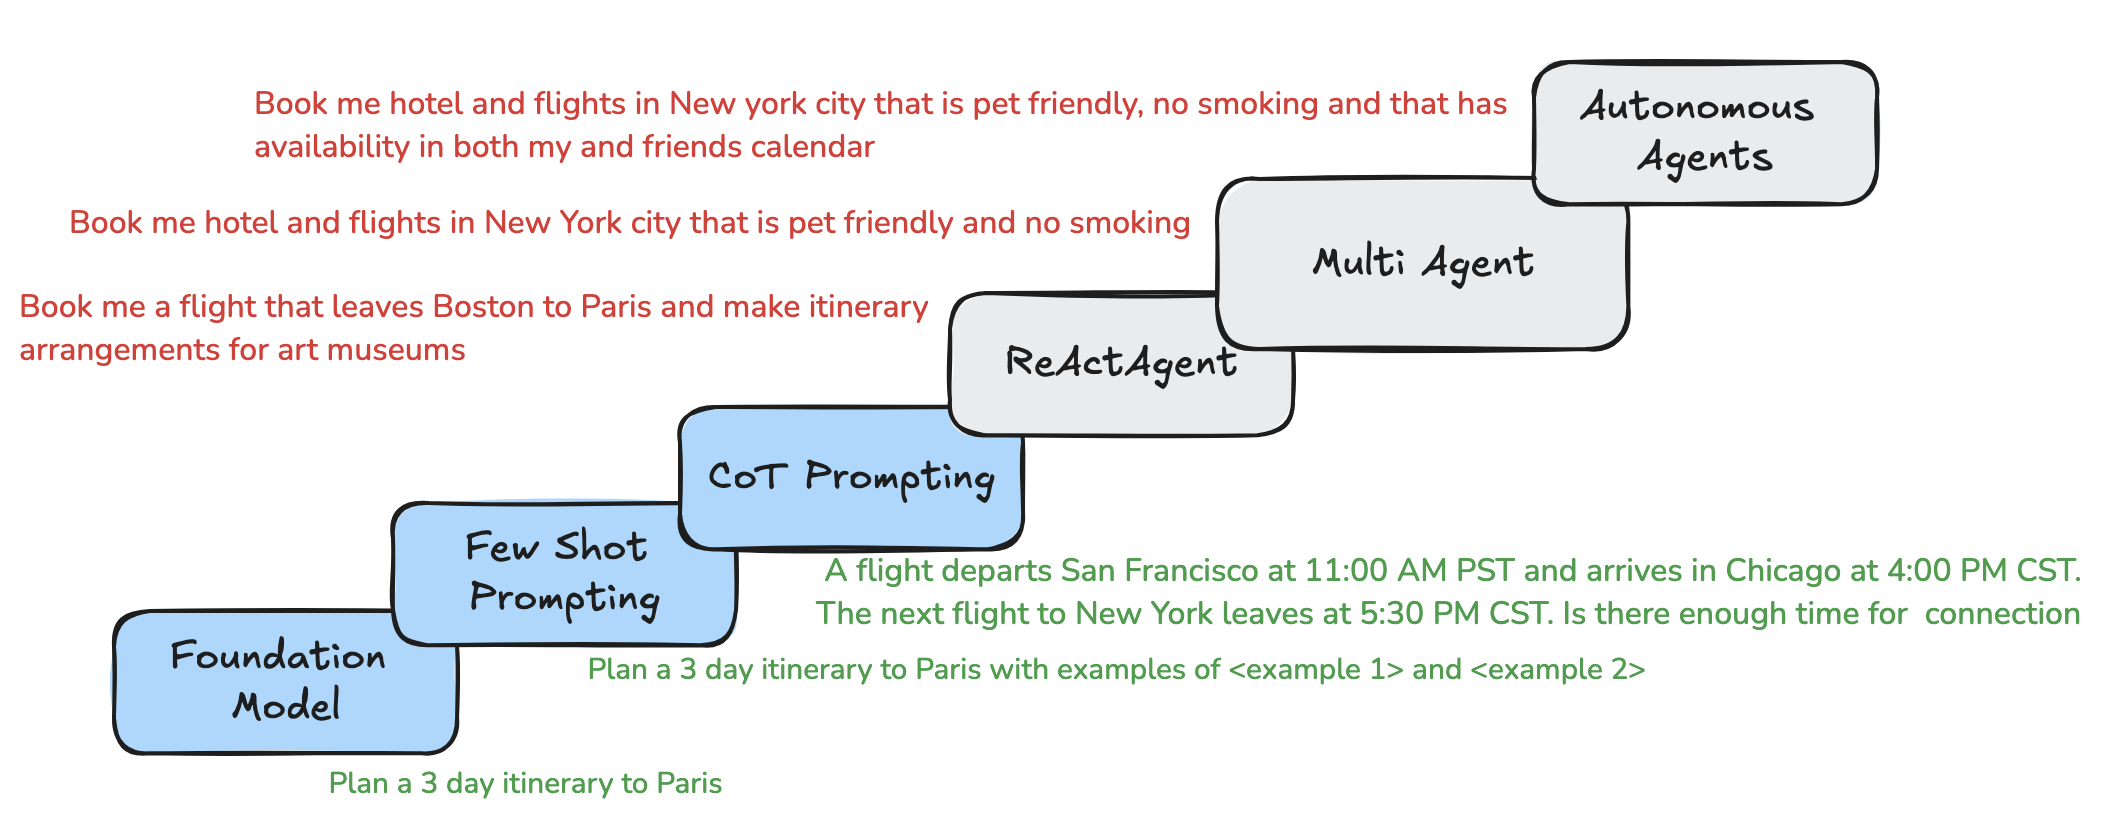 Book me hotel and flights in New york city that is pet friendly, no smoking and that has
availability in both my and friends calendar
Autonomous
Agents
Book me hotel and flights in New York city that is pet friendly and no smoking
Multi Agent
Book me a flight that leaves Boston to Paris and make itinerary
arrangements for art museums
ReActAgent
CoT Prompting
Few Shot
Prompting
A flight departs San Francisco at 11:00 AM PST and arrives in Chicago at 4:00 PM CST.
The next flight to New York leaves at 5:30 PM CST. Is there enough time for  connection
Foundation
Model
Plan a 3 day itinerary to Paris with examples of <example 1> and <example 2>
Plan a 3 day itinerary to Paris